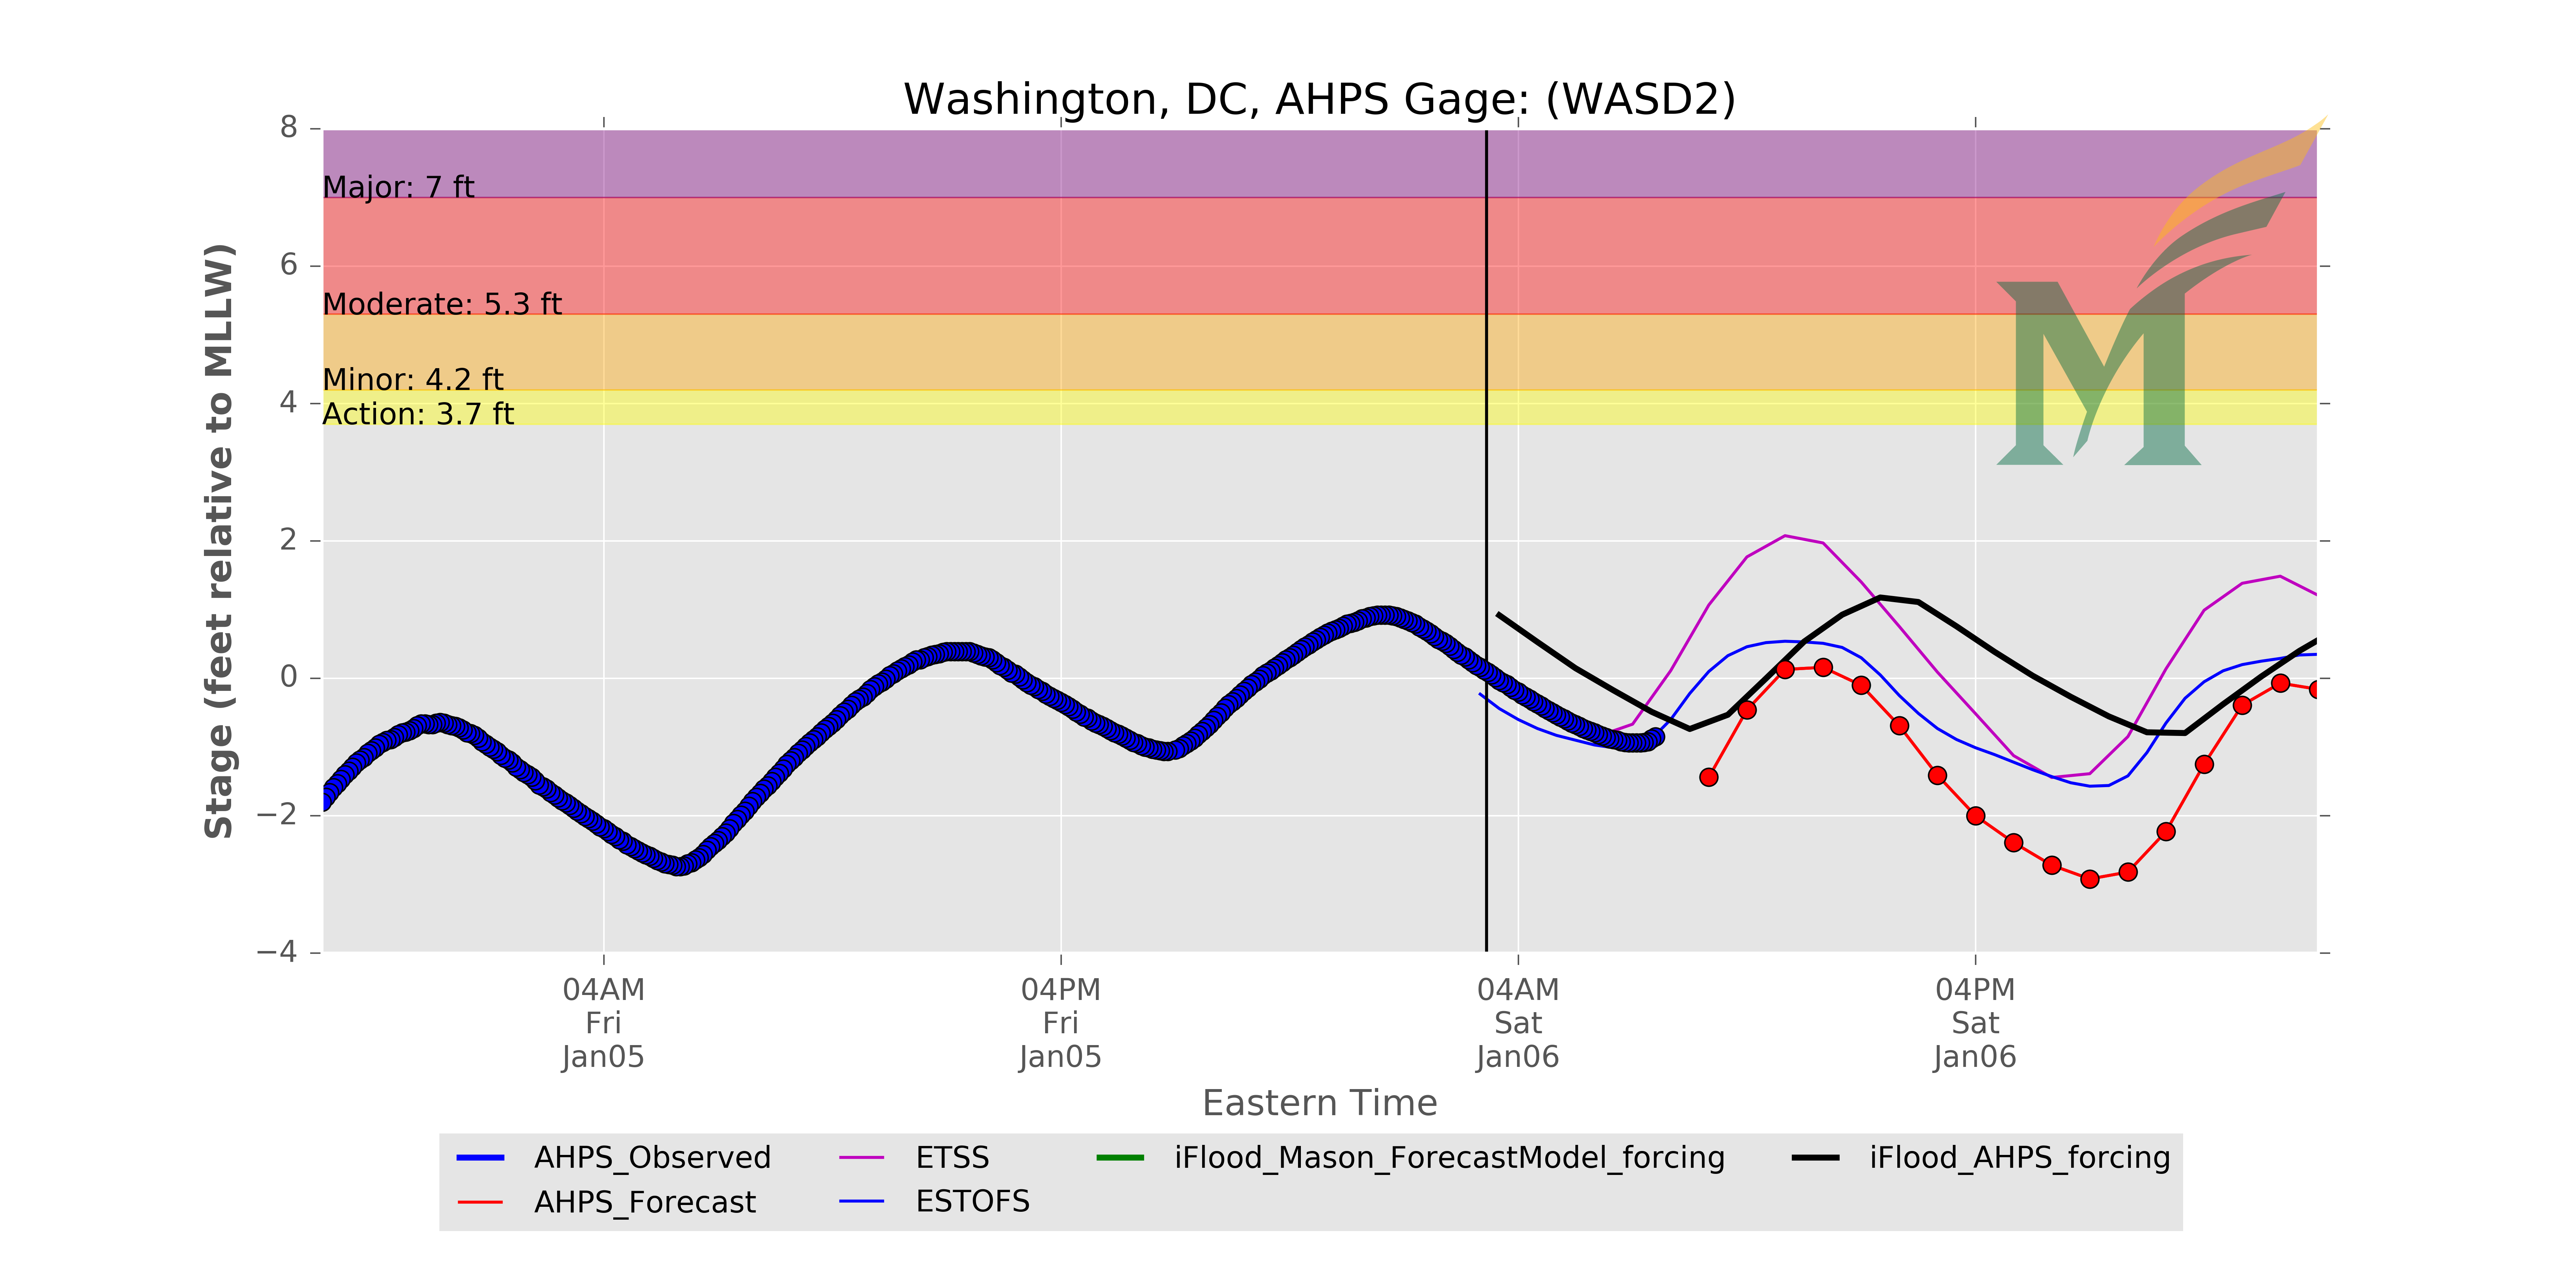 Washington, DC, AHPS Gage: (WASD2)
Stage (feet relative to MLLW)
8
6
4
2
0
−2
−4
Major: 7 ft
Moderate: 5.3 ft
Minor: 4.2 ft
Action: 3.7 ft
M
04AM 04PM 04AM 04PM
Fri Fri Sat Sat
Jan05 Jan05 Jan06 Jan06
Eastern Time
AHPS_Observed ETSS iFlood_Mason_ForecastModel_forcing iFlood_AHPS_forcing
AHPS_Forecast ESTOFS